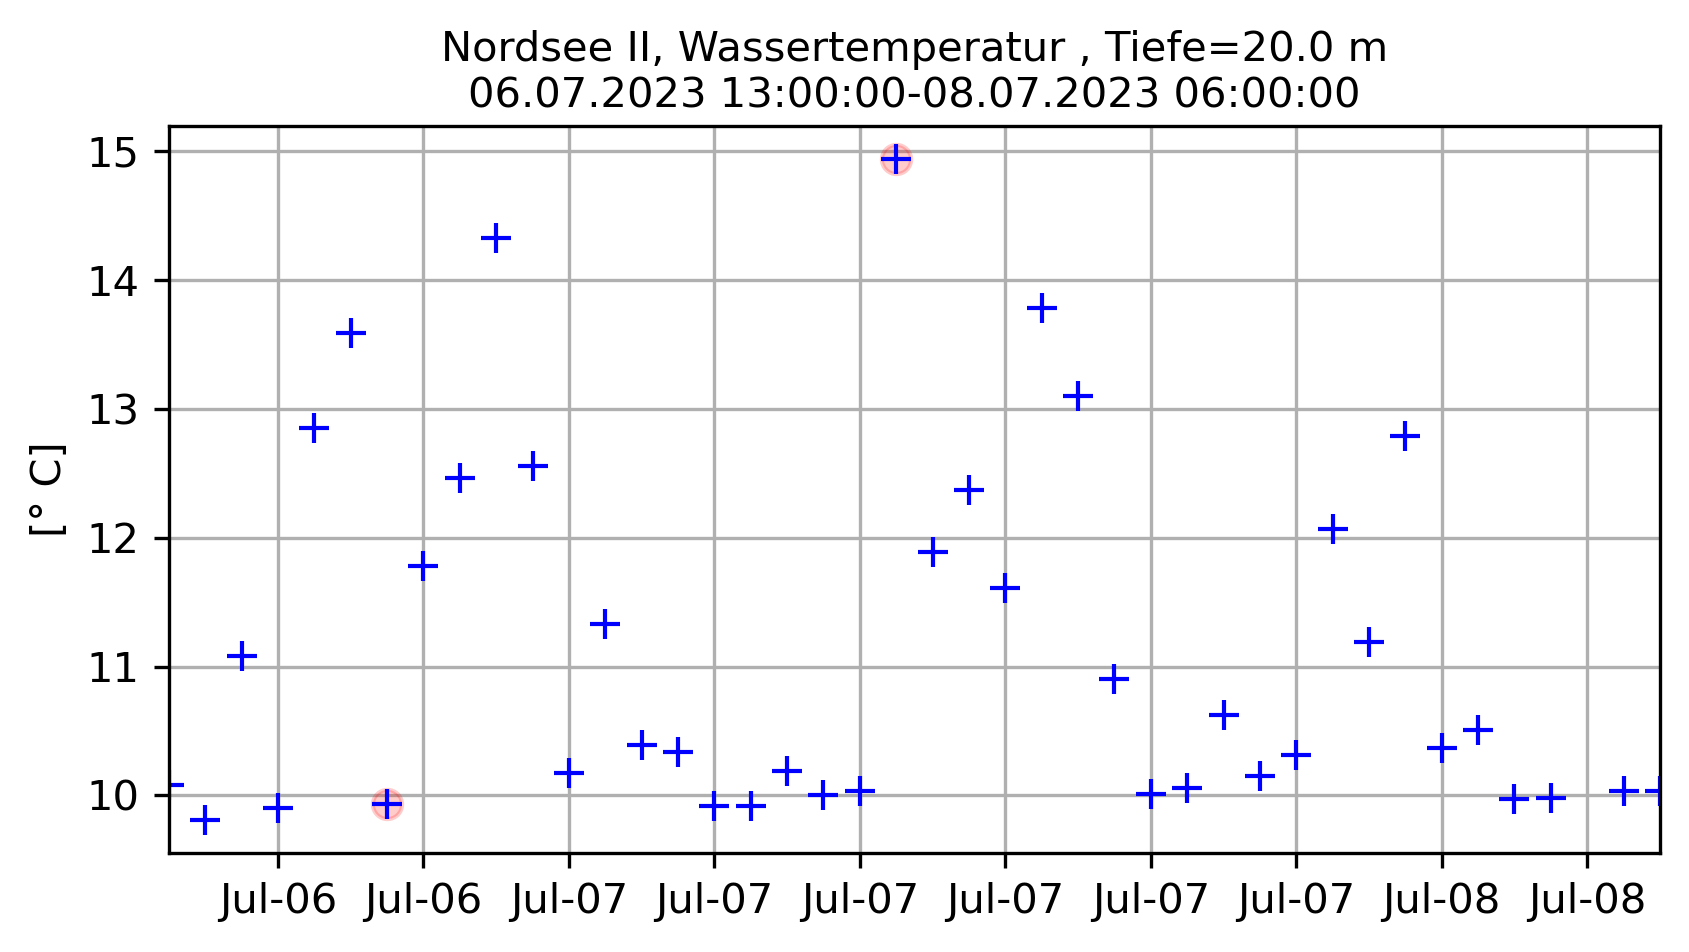 Nordsee II, Wassertemperatur , Tiefe=20.0 m
06.07.2023 13:00:00-08.07.2023 06:00:00
15
14
13
12
11
10
[° C]
Jul-06 Jul-06 Jul-07 Jul-07 Jul-07 Jul-07 Jul-07 Jul-07 Jul-08 Jul-08